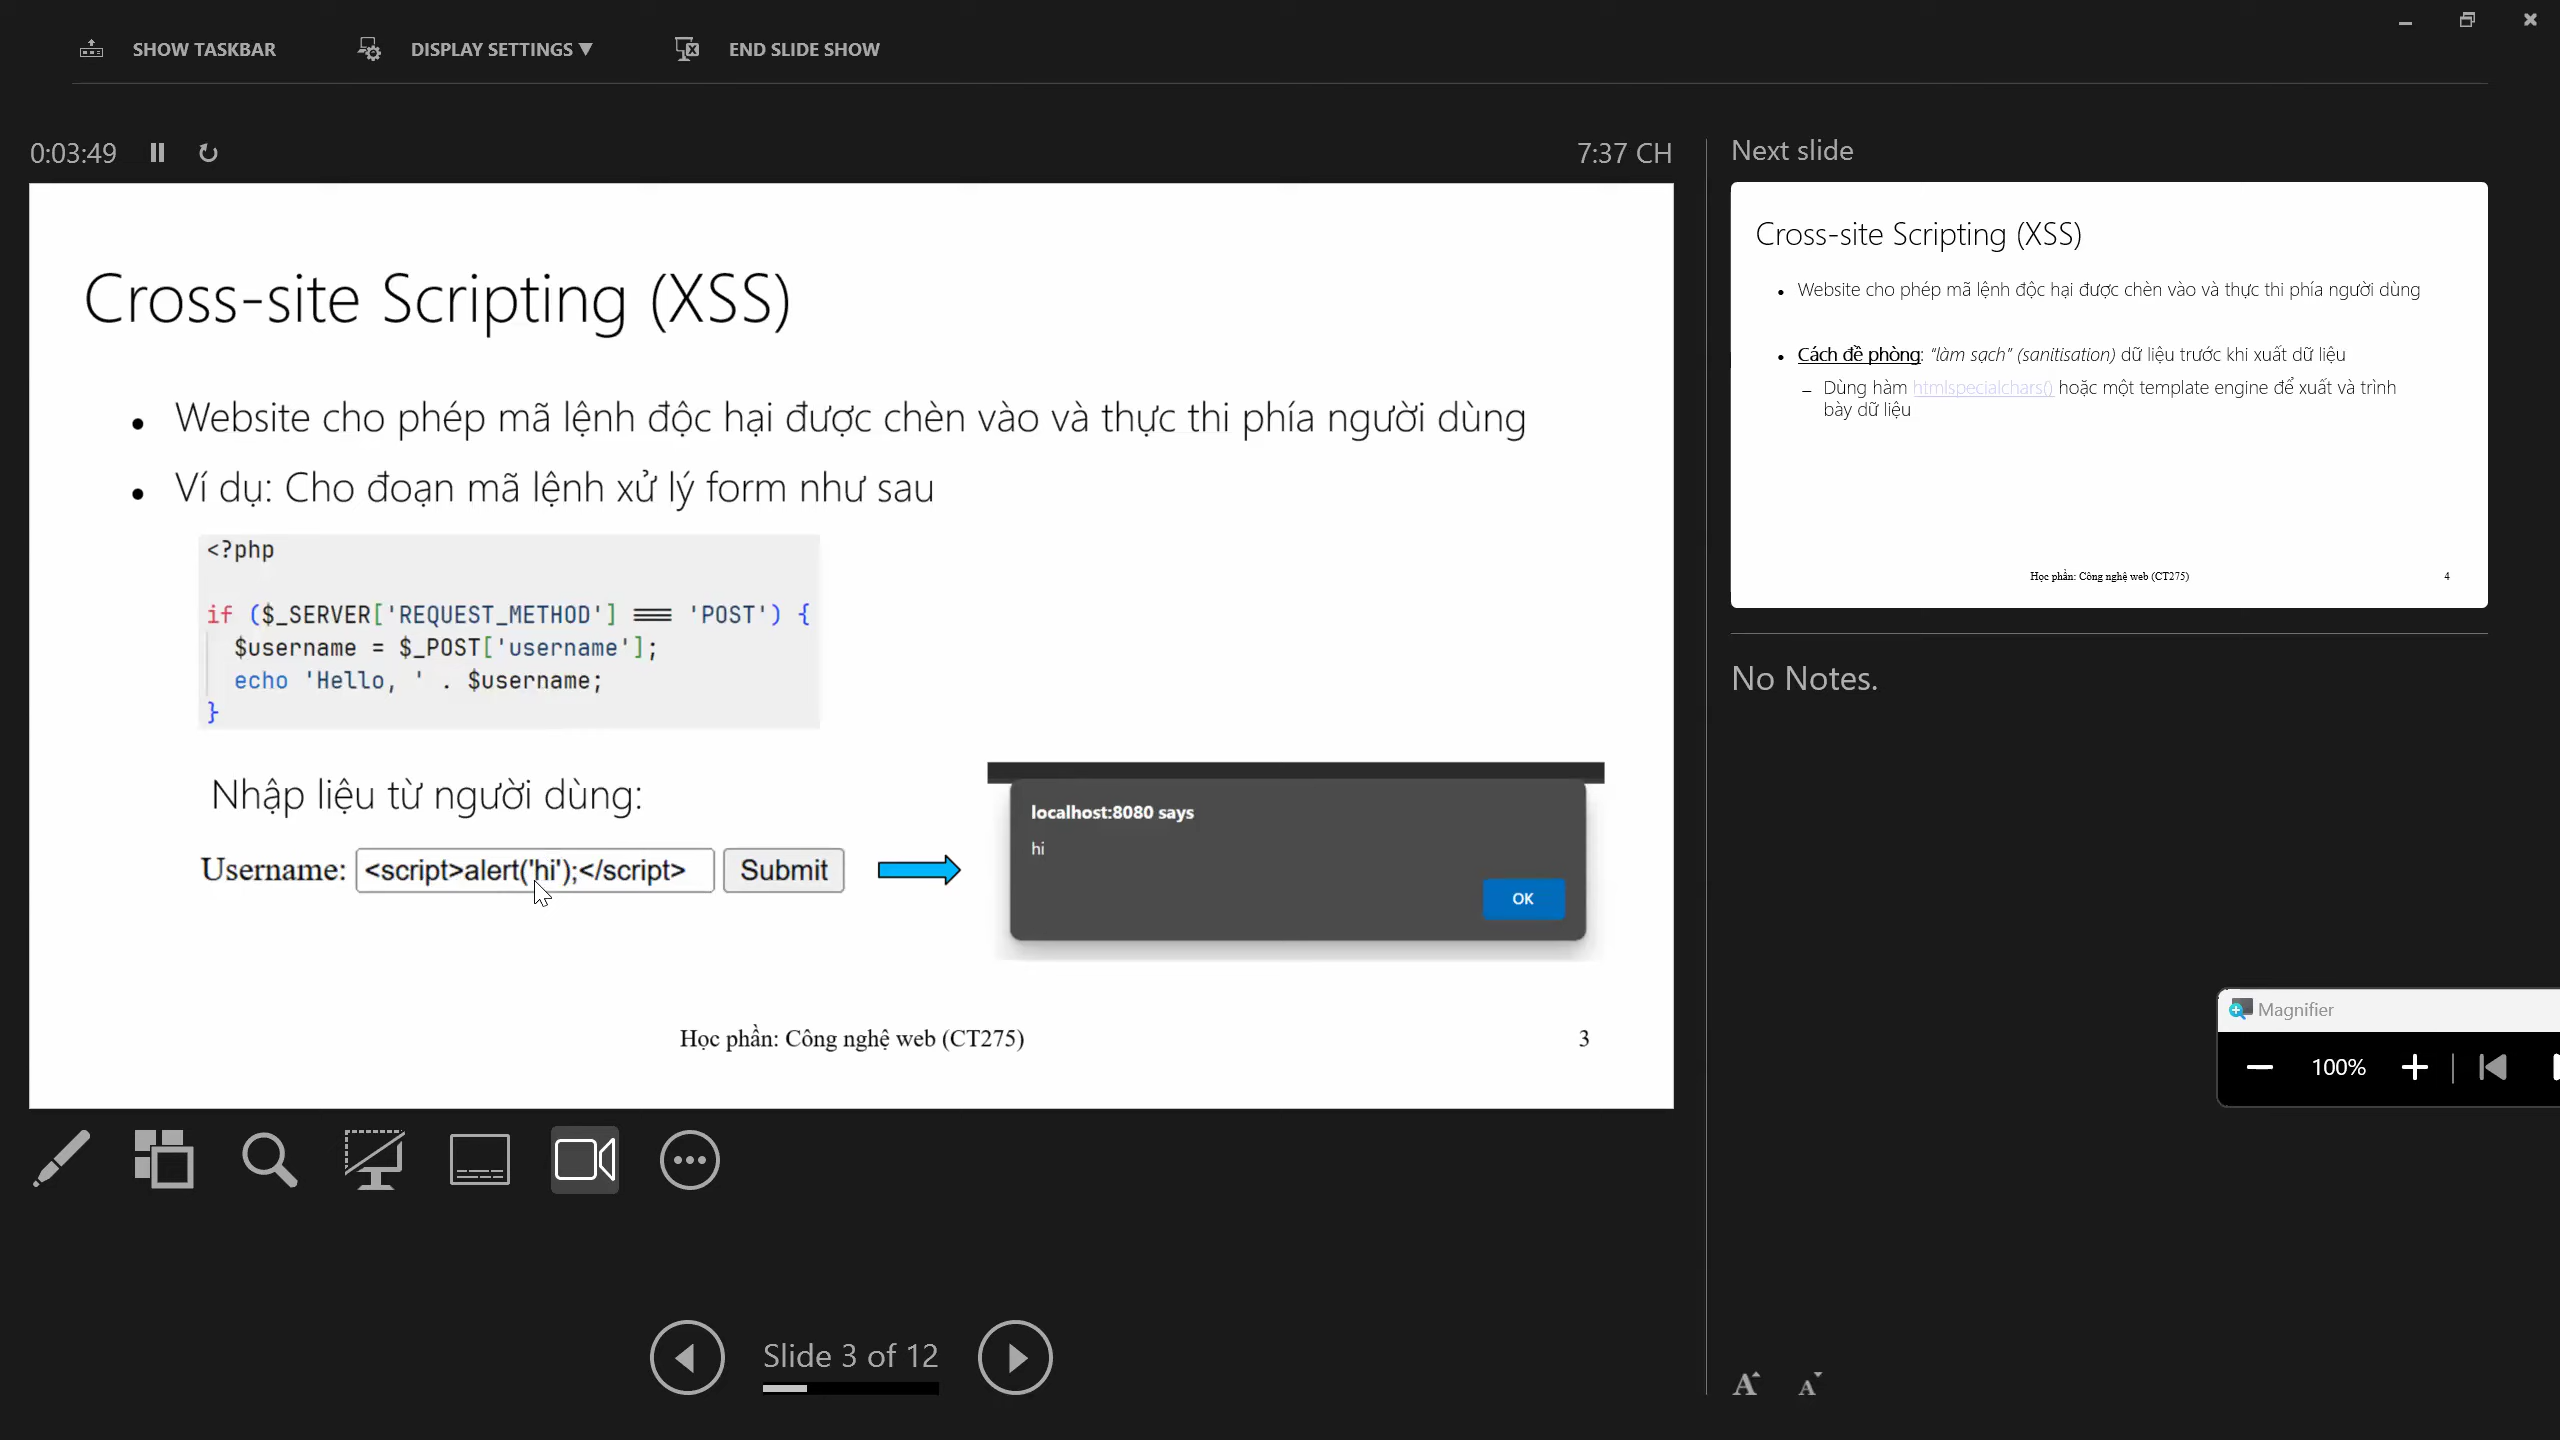 SHOW TASKBAR
DISPLAY SETTINGS ▼
END SLIDE SHOW
0:03:49
7:37 CH
Cross-site Scripting (XSS)
• Website cho phép mã lệnh độc hại được chèn vào và thực thi phía người dùng
• Ví dụ: Cho đoạn mã lệnh xử lý form như sau
<?php
if ($_SERVER['REQUEST_METHOD'] === 'POST') {
$username = $_POST['username'];
echo 'Hello, ' . $username;
}
Nhập liệu từ người dùng:
Username: <script>alert('hi');</script> Submit
localhost:8080 says
hi
OK
Học phần: Công nghệ web (CT275)
3
Slide 3 of 12
Next slide
Cross-site Scripting (XSS)
• Website cho phép mã lệnh độc hại được chèn vào và thực thi phía người dùng
• Cách đề phòng: "làm sạch" (sanitisation) dữ liệu trước khi xuất dữ liệu
– Dùng hàm htmlspecialchars() hoặc một template engine để xuất và trình
bày dữ liệu
Học phần: Công nghệ web (CT275)
4
No Notes.
Magnifier
100%
A A